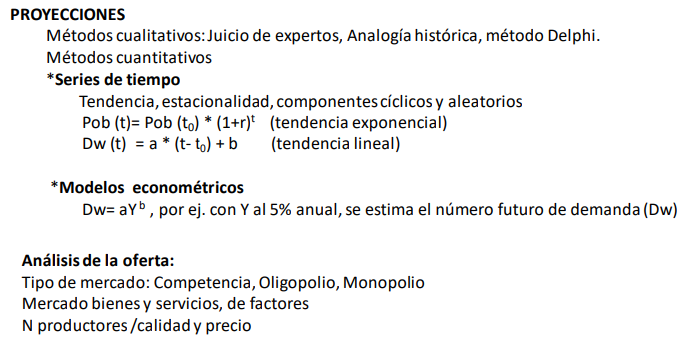 PROYECCIONES
Métodos cualitativos: Juicio de expertos, Analogía histórica, método Delphi.
Métodos cuantitativos
*Series de tiempo
Tendencia, estacionalidad, componentes cíclicos y aleatorios
Pob (t)= Pob (t₀) * (1+r)ᵗ (tendencia exponencial)
Dw (t) = a * (t- t₀) + b (tendencia lineal)
*Modelos econométricos
Dw= aYᵇ , por ej. con Y al 5% anual, se estima el número futuro de demanda (Dw)
Análisis de la oferta:
Tipo de mercado: Competencia, Oligopolio, Monopolio
Mercado bienes y servicios, de factores
N productores /calidad y precio